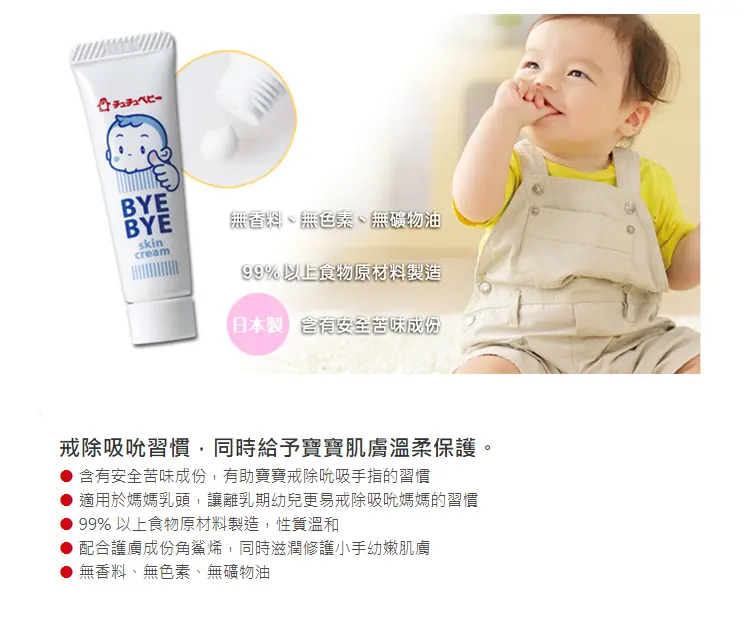 チュチュベビー
BYE
BYE
skin
cream
無香料、無色素、無礦物油
99%以上食物原材料製造
日本製 含有安全苦味成份
戒除吸吮習慣，同時給予寶寶肌膚溫柔保護。
含有安全苦味成份，有助寶寶戒除吮吸手指的習慣
適用於媽媽乳頭，讓離乳期幼兒更易戒除吸吮媽媽的習慣
99% 以上食物原材料製造，性質溫和
配合護膚成份角鯊烯，同時滋潤修護小手幼嫩肌膚
無香料、無色素、無礦物油